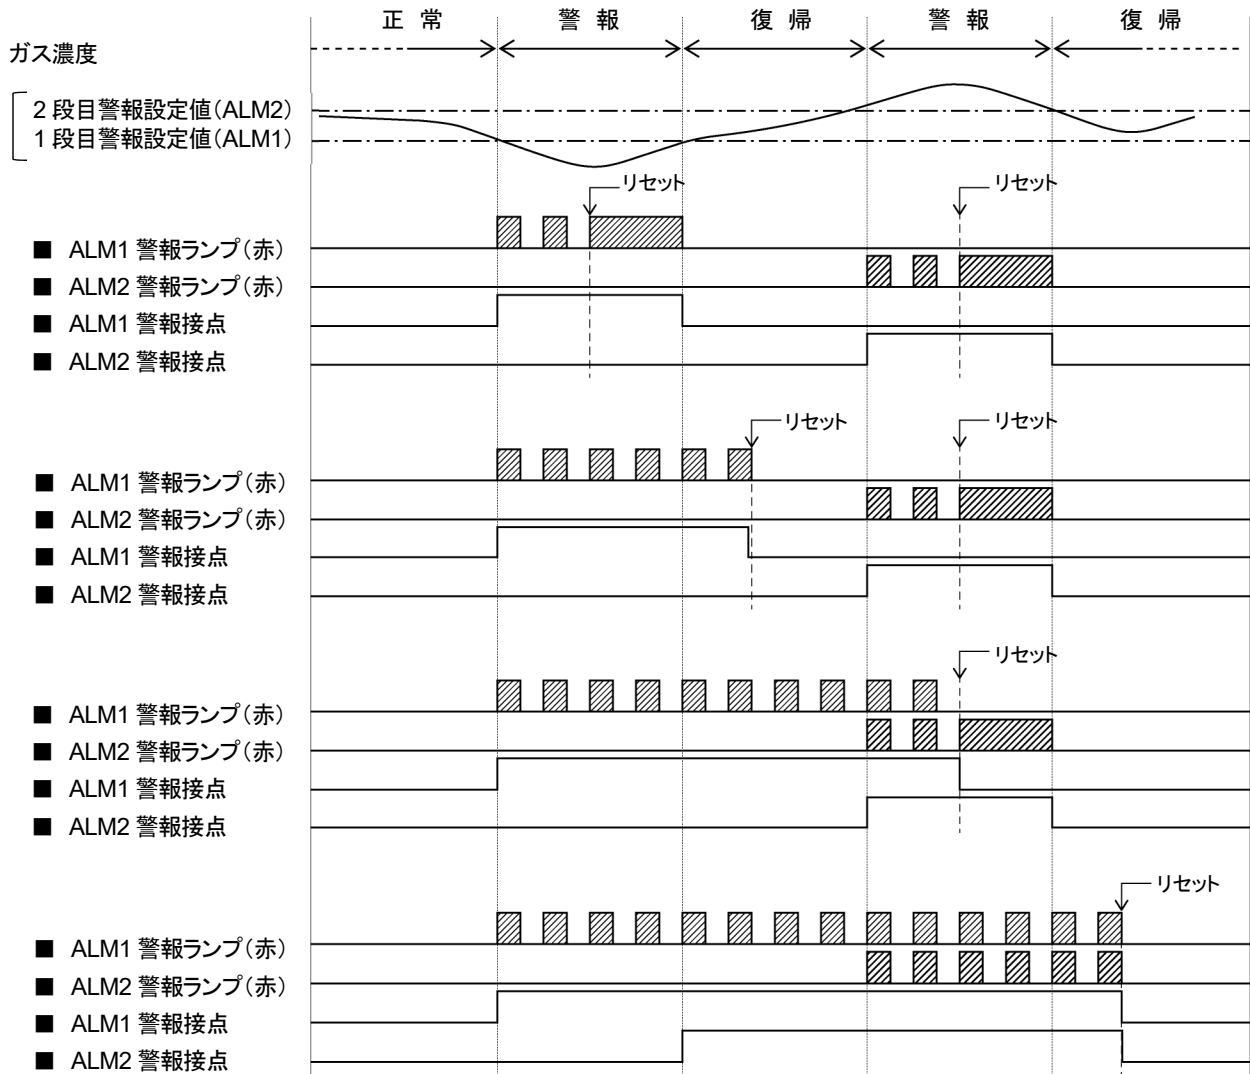 正 常 警 報 復 帰 警 報 復 帰
ガス濃度
2 段目警報設定値(ALM2)
1 段目警報設定値(ALM1)
リセット リセット
■ ALM1 警報ランプ(赤)
■ ALM2 警報ランプ(赤)
■ ALM1 警報接点
■ ALM2 警報接点
リセット リセット
■ ALM1 警報ランプ(赤)
■ ALM2 警報ランプ(赤)
■ ALM1 警報接点
■ ALM2 警報接点
リセット
■ ALM1 警報ランプ(赤)
■ ALM2 警報ランプ(赤)
■ ALM1 警報接点
■ ALM2 警報接点
リセット
■ ALM1 警報ランプ(赤)
■ ALM2 警報ランプ(赤)
■ ALM1 警報接点
■ ALM2 警報接点